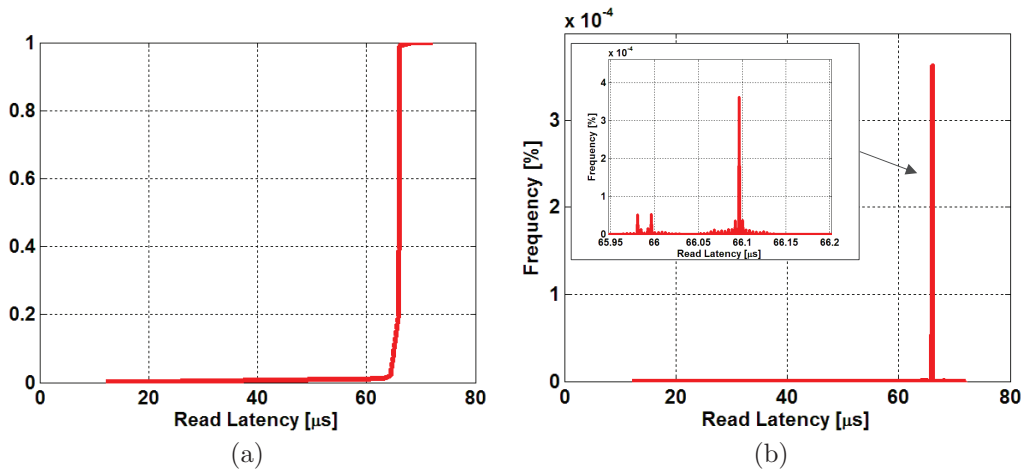 1
0.8
0.6
0.4
0.2
0
0 20 40 60 80
Read Latency [μs]
(a)
x 10⁻⁴
3
2
1
0
Frequency [%]
0 20 40 60 80
Read Latency [μs]
x 10⁻⁴
4
3
2
1
0
Frequency [%]
65.95 66 66.05 66.1 66.15 66.2
Read Latency [μs]
(b)